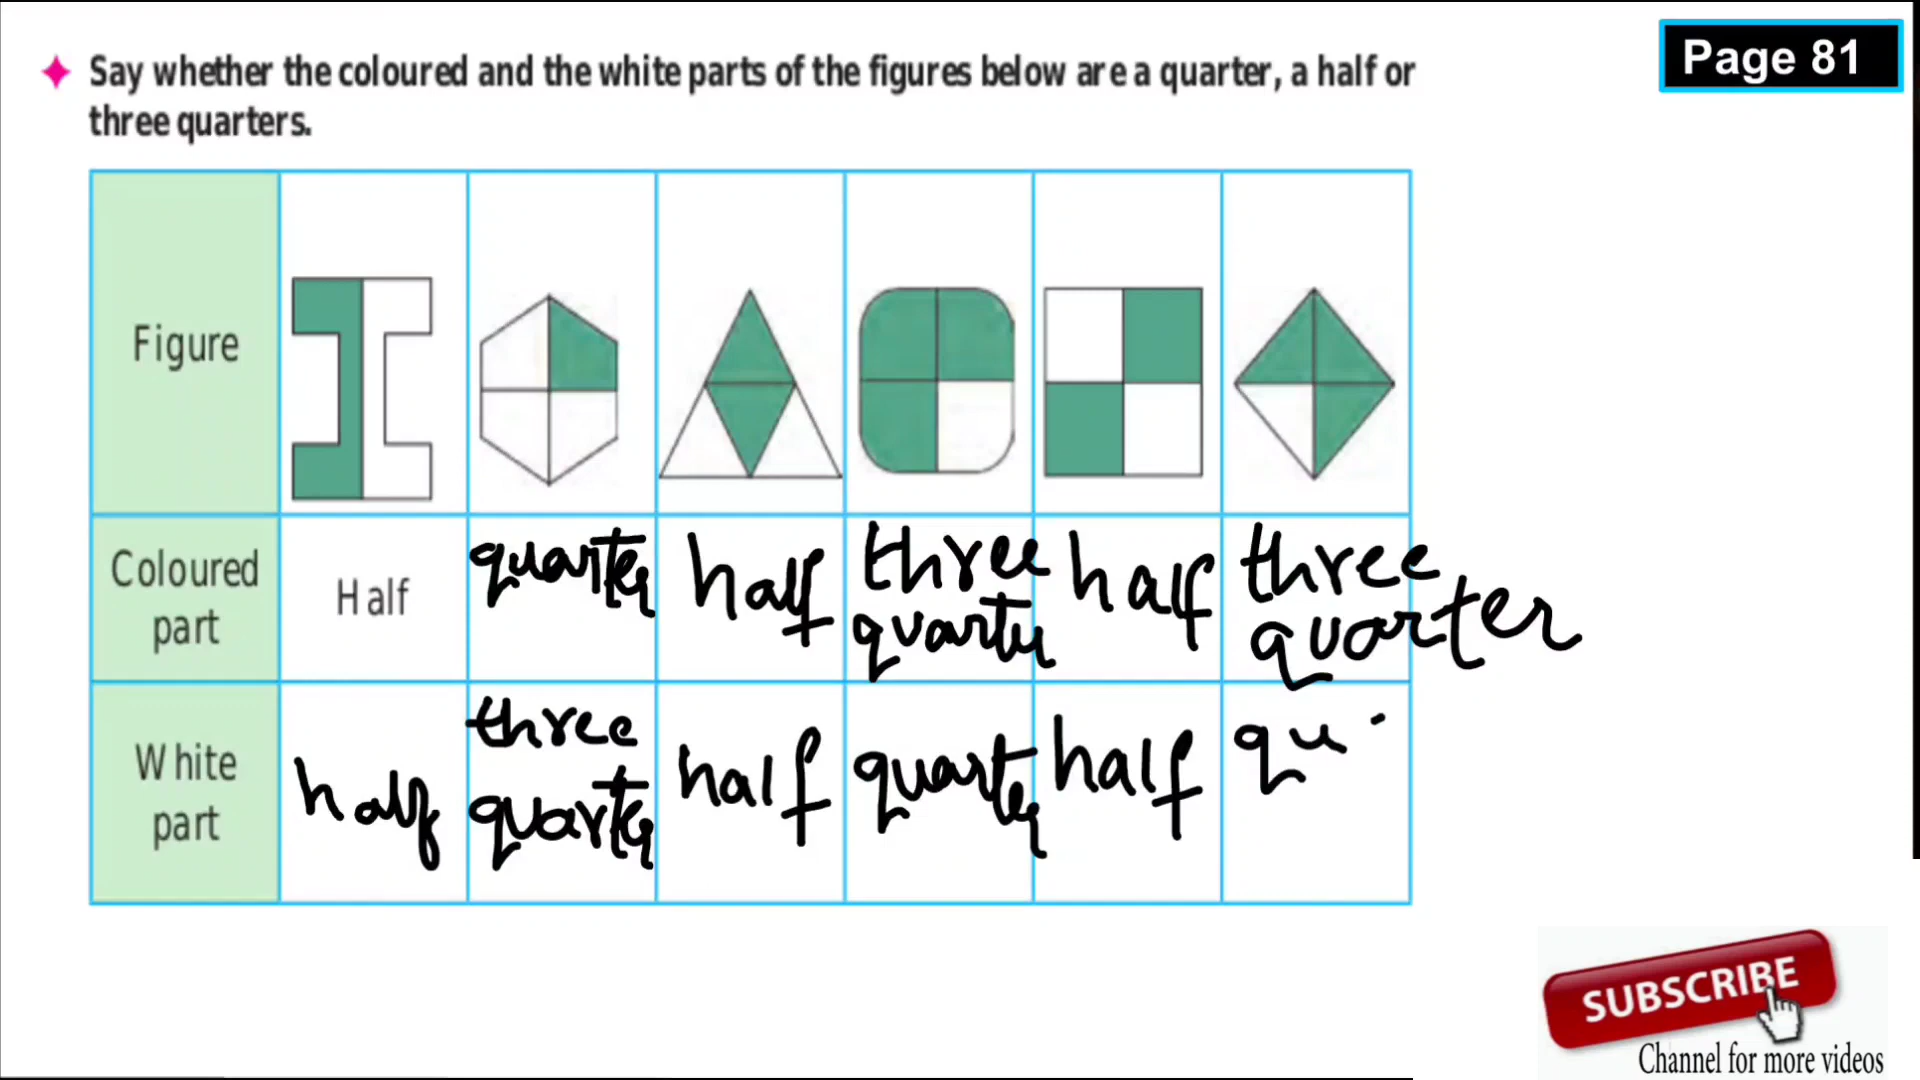 Page 81
Say whether the coloured and the white parts of the figures below are a quarter, a half or
three quarters.
Figure
Coloured
part
Half
quarter
half
three
quarter
half
three
quarter
White
part
half
three
quarter
half
quarter
half
qu
SUBSCRIBE
Channel for more videos